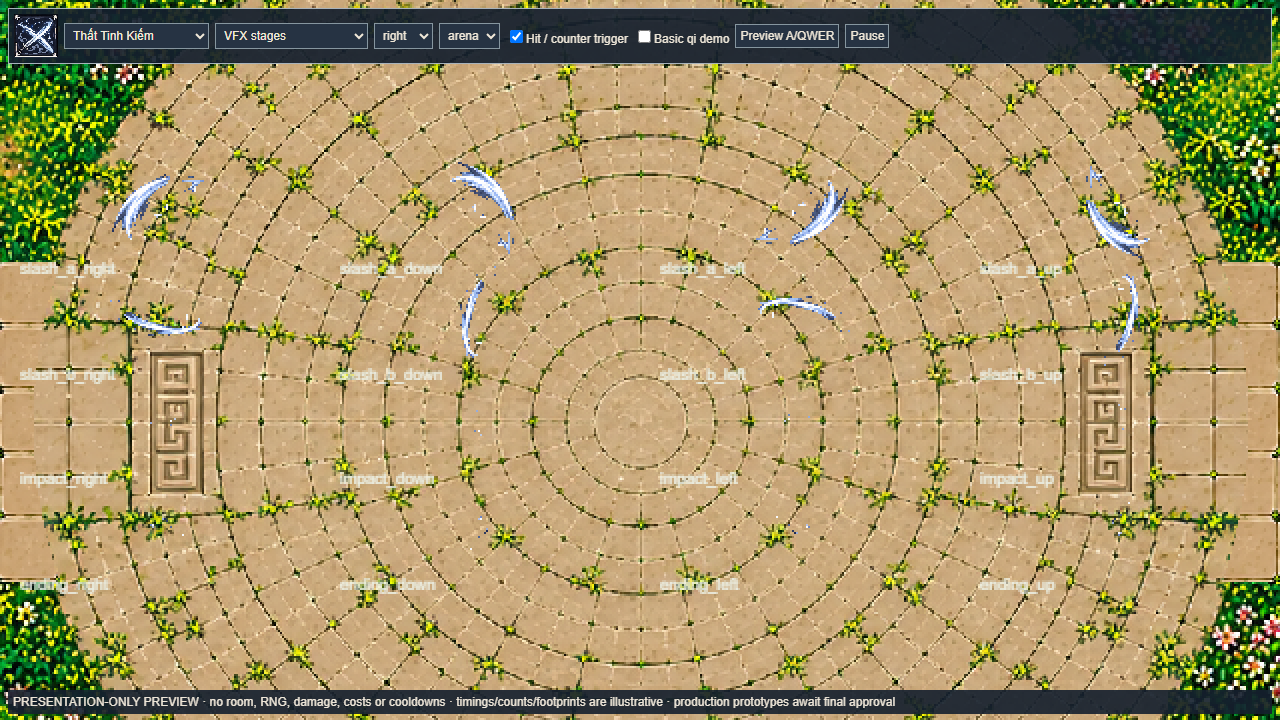 Thất Tinh Kiếm VFX stages right arena Hit / counter trigger Basic qi demo Preview A/QWER Pause
slash_a_right slash_a_down slash_a_left slash_a_up
slash_b_right slash_b_down slash_b_left slash_b_up
impact_right impact_down impact_left impact_up
ending_right ending_down ending_left ending_up
PRESENTATION-ONLY PREVIEW · no room, RNG, damage, costs or cooldowns · timings/counts/footprints are illustrative · production prototypes await final approval